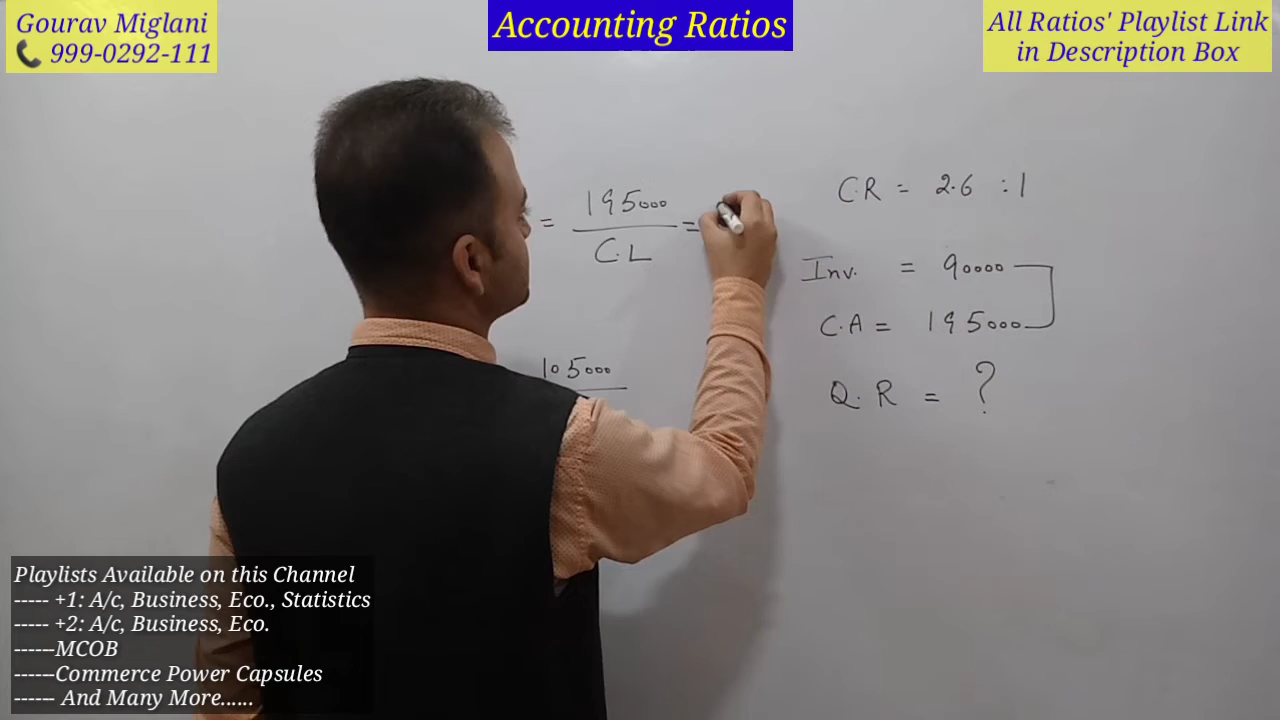 Gourav Miglani
📞 999-0292-111
Accounting Ratios
All Ratios' Playlist Link
in Description Box
C.R = 2.6 : 1
= 195000 =
C.L
Inv. = 90000
C.A = 195000
105000
Q.R = ?
Playlists Available on this Channel
----- +1: A/c, Business, Eco., Statistics
----- +2: A/c, Business, Eco.
------MCOB
------Commerce Power Capsules
------ And Many More......